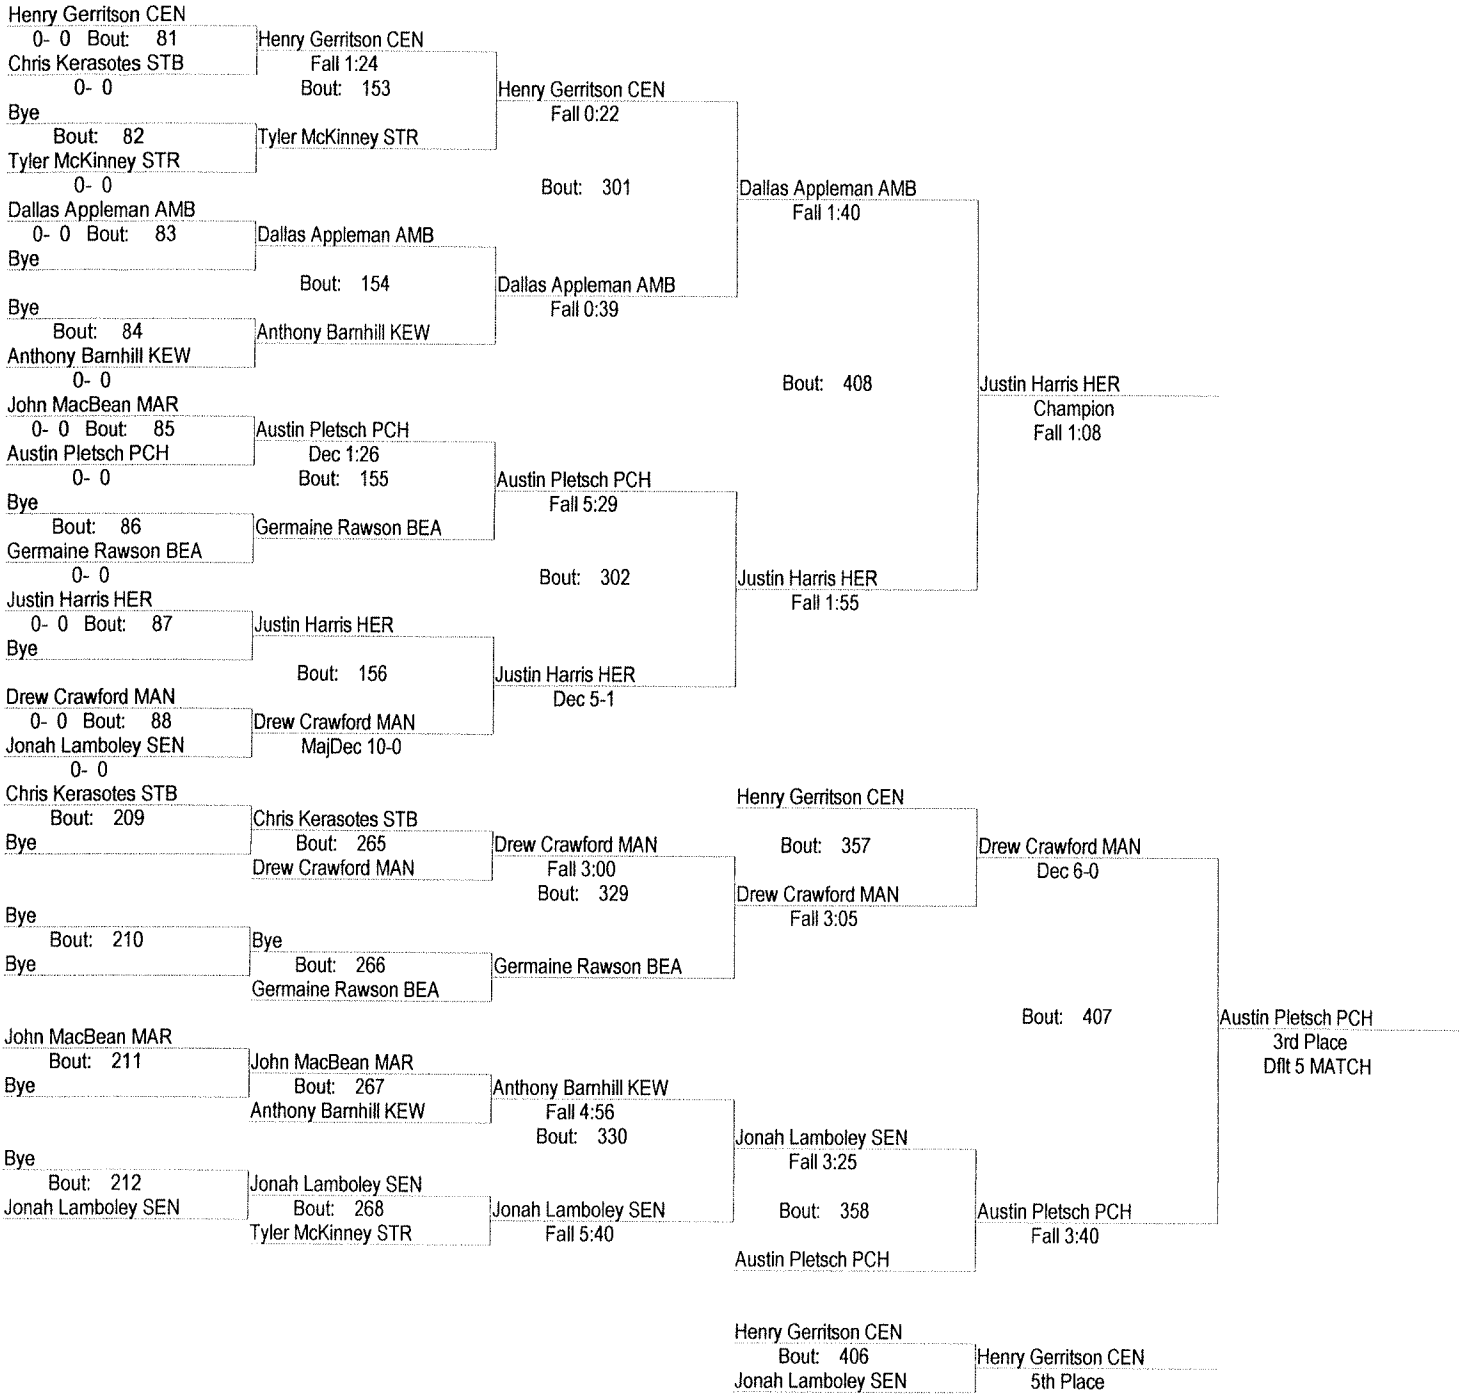 Henry Gerritson CEN
0- 0 Bout: 81
Chris Kerasotes STB
0- 0
Bye
Bout: 82
Tyler McKinney STR
0- 0
Dallas Appleman AMB
0- 0 Bout: 83
Bye
Bye
Bout: 84
Anthony Barnhill KEW
0- 0
John MacBean MAR
0- 0 Bout: 85
Austin Pletsch PCH
0- 0
Bye
Bout: 86
Germaine Rawson BEA
0- 0
Justin Harris HER
0- 0 Bout: 87
Bye
Drew Crawford MAN
0- 0 Bout: 88
Jonah Lamboley SEN
0- 0
Henry Gerritson CEN
Fall 1:24
Bout: 153
Tyler McKinney STR
Dallas Appleman AMB
Bout: 154
Anthony Barnhill KEW
Austin Pletsch PCH
Dec 1:26
Bout: 155
Germaine Rawson BEA
Justin Harris HER
Bout: 156
Drew Crawford MAN
MajDec 10-0
Henry Gerritson CEN
Fall 0:22
Bout: 301
Dallas Appleman AMB
Fall 0:39
Austin Pletsch PCH
Fall 5:29
Bout: 302
Justin Harris HER
Dec 5-1
Dallas Appleman AMB
Fall 1:40
Bout: 408
Justin Harris HER
Fall 1:55
Justin Harris HER
Champion
Fall 1:08
Chris Kerasotes STB
Bout: 209
Bye
Bye
Bout: 210
Bye
John MacBean MAR
Bout: 211
Bye
Bye
Bout: 212
Jonah Lamboley SEN
Chris Kerasotes STB
Bout: 265
Drew Crawford MAN
Bye
Bout: 266
Germaine Rawson BEA
John MacBean MAR
Bout: 267
Anthony Barnhill KEW
Jonah Lamboley SEN
Bout: 268
Tyler McKinney STR
Drew Crawford MAN
Fall 3:00
Bout: 329
Germaine Rawson BEA
Anthony Barnhill KEW
Fall 4:56
Bout: 330
Jonah Lamboley SEN
Fall 5:40
Henry Gerritson CEN
Bout: 357
Drew Crawford MAN
Fall 3:05
Jonah Lamboley SEN
Fall 3:25
Bout: 358
Austin Pletsch PCH
Drew Crawford MAN
Dec 6-0
Bout: 407
Austin Pletsch PCH
Fall 3:40
Austin Pletsch PCH
3rd Place
Dflt 5 MATCH
Henry Gerritson CEN
Bout: 406
Jonah Lamboley SEN
Henry Gerritson CEN
5th Place